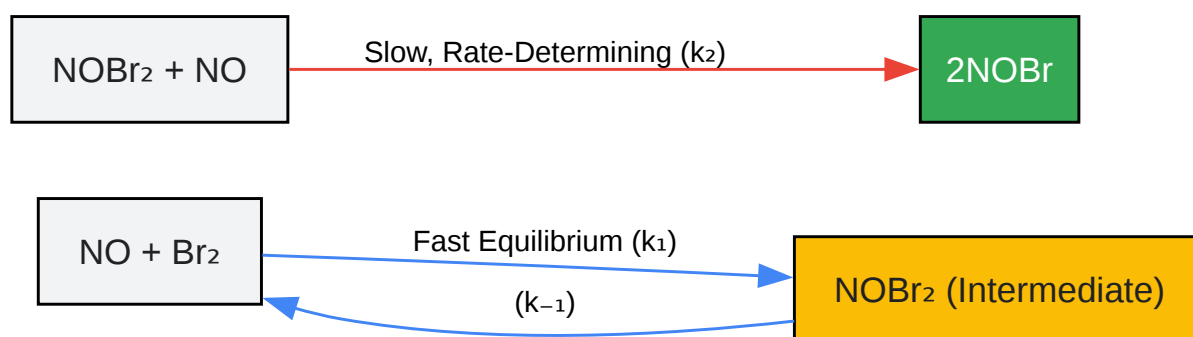 NOBr₂ + NO
Slow, Rate-Determining (k₂)
2NOBr
NO + Br₂
Fast Equilibrium (k₁)
(k₋₁)
NOBr₂ (Intermediate)